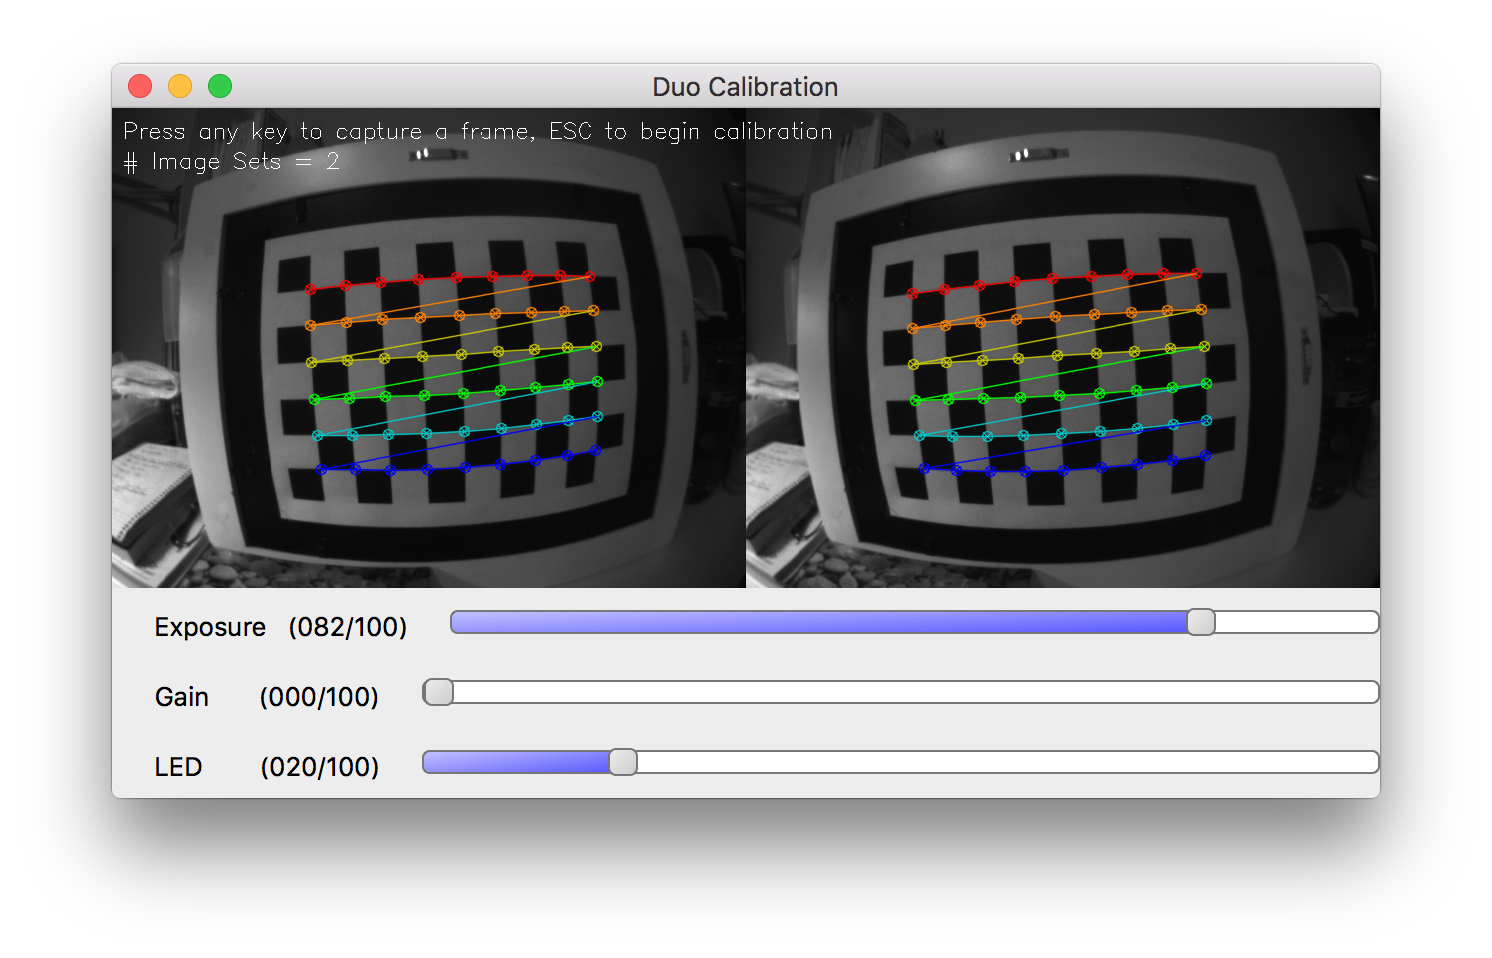 Duo Calibration
Press any key to capture a frame, ESC to begin calibration
# Image Sets = 2
Exposure (082/100)
Gain (000/100)
LED (020/100)